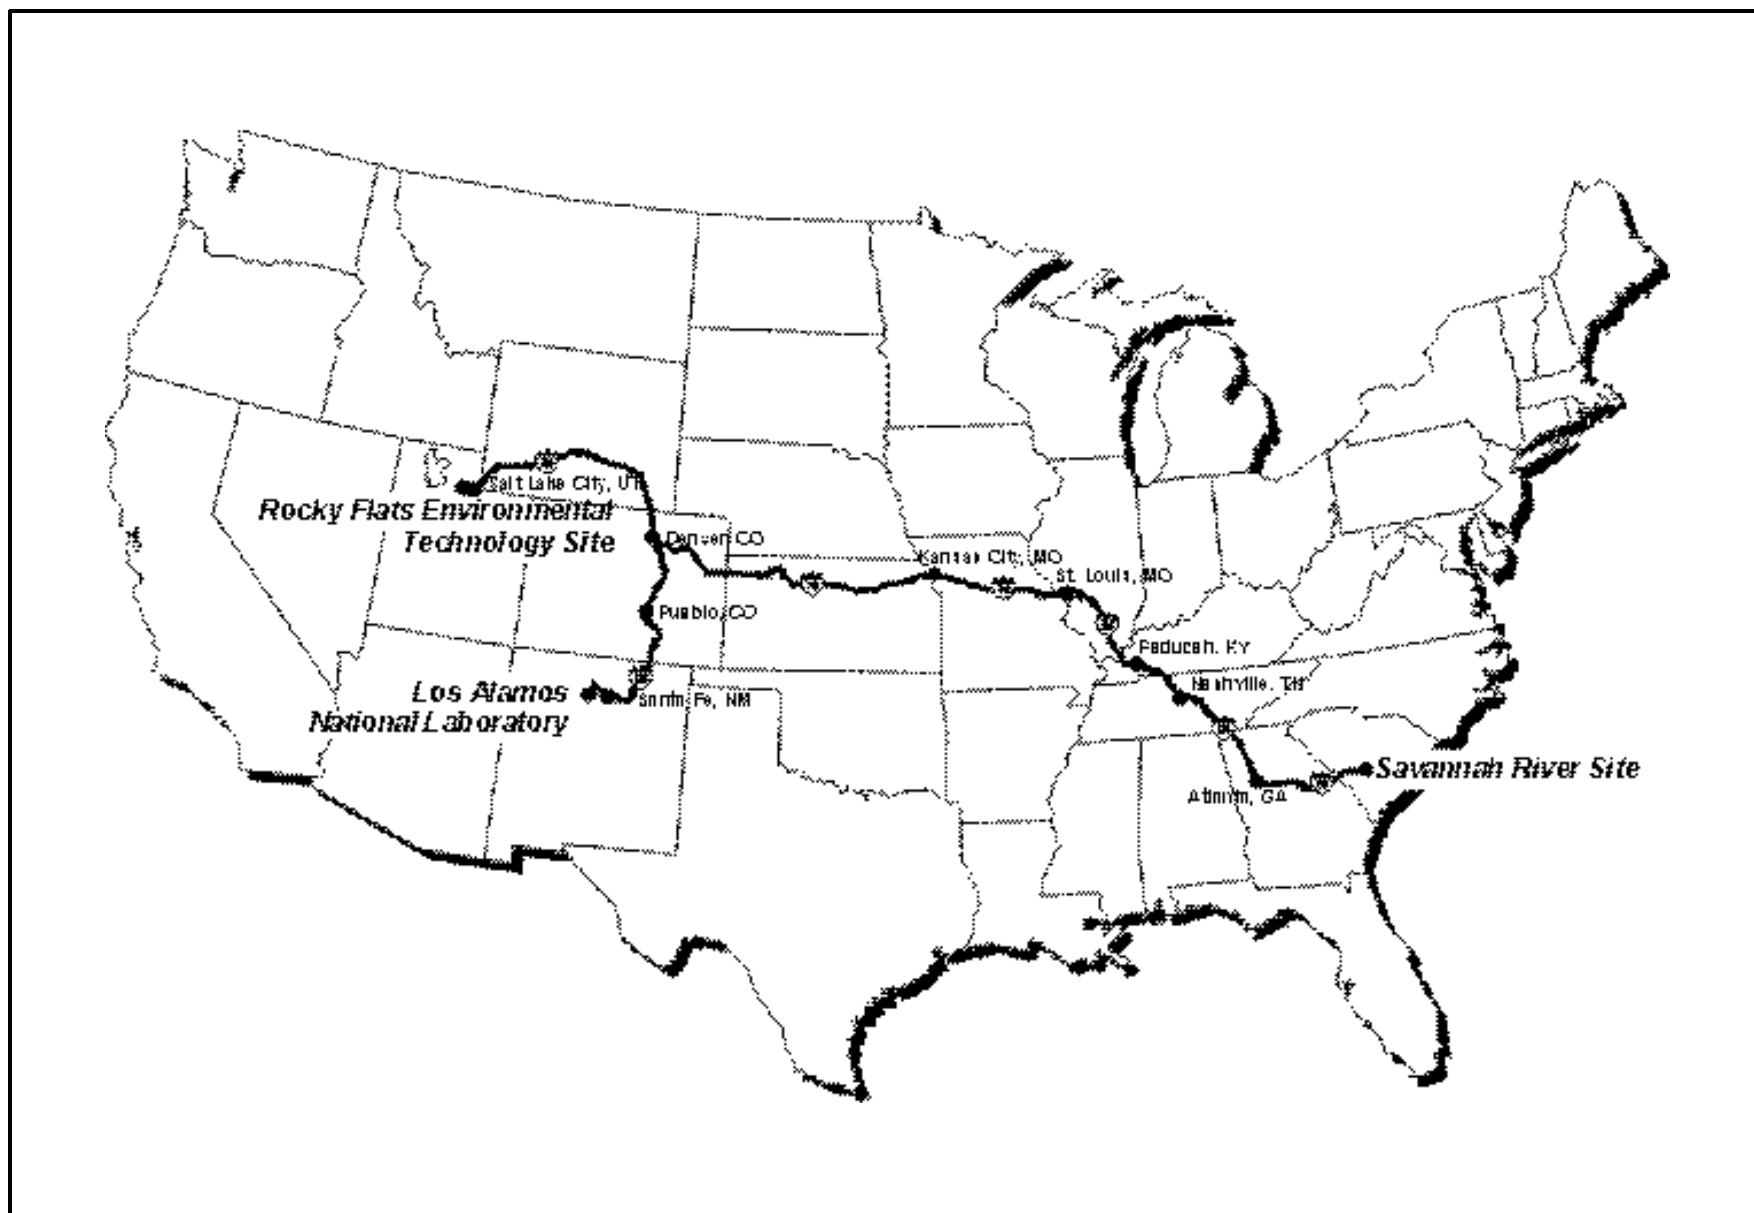 Salt Lake City, UT
Rocky Flats Environmental
Technology Site
Denver, CO
Kansas City, MO
St. Louis, MO
Pueblo, CO
Paducah, KY
Nashville, TN
Los Alamos
National Laboratory
Santa Fe, NM
Savannah River Site
Atlanta, GA